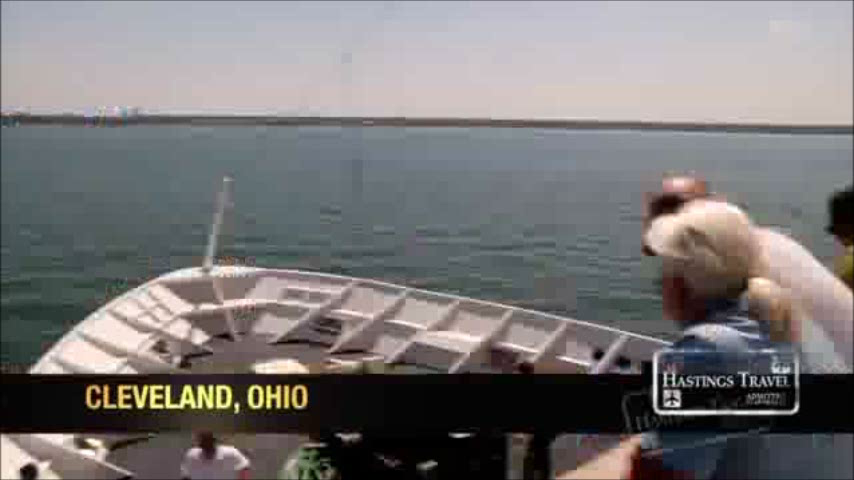 CLEVELAND, OHIO
HASTINGS TRAVEL